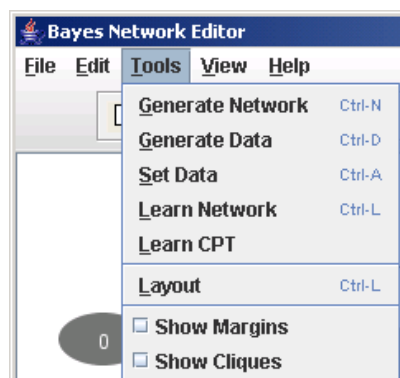 Bayes Network Editor
File Edit Tools View Help
Generate Network Ctrl-N
Generate Data Ctrl-D
Set Data Ctrl-A
Learn Network Ctrl-L
Learn CPT
Layout Ctrl-L
0
Show Margins
Show Cliques